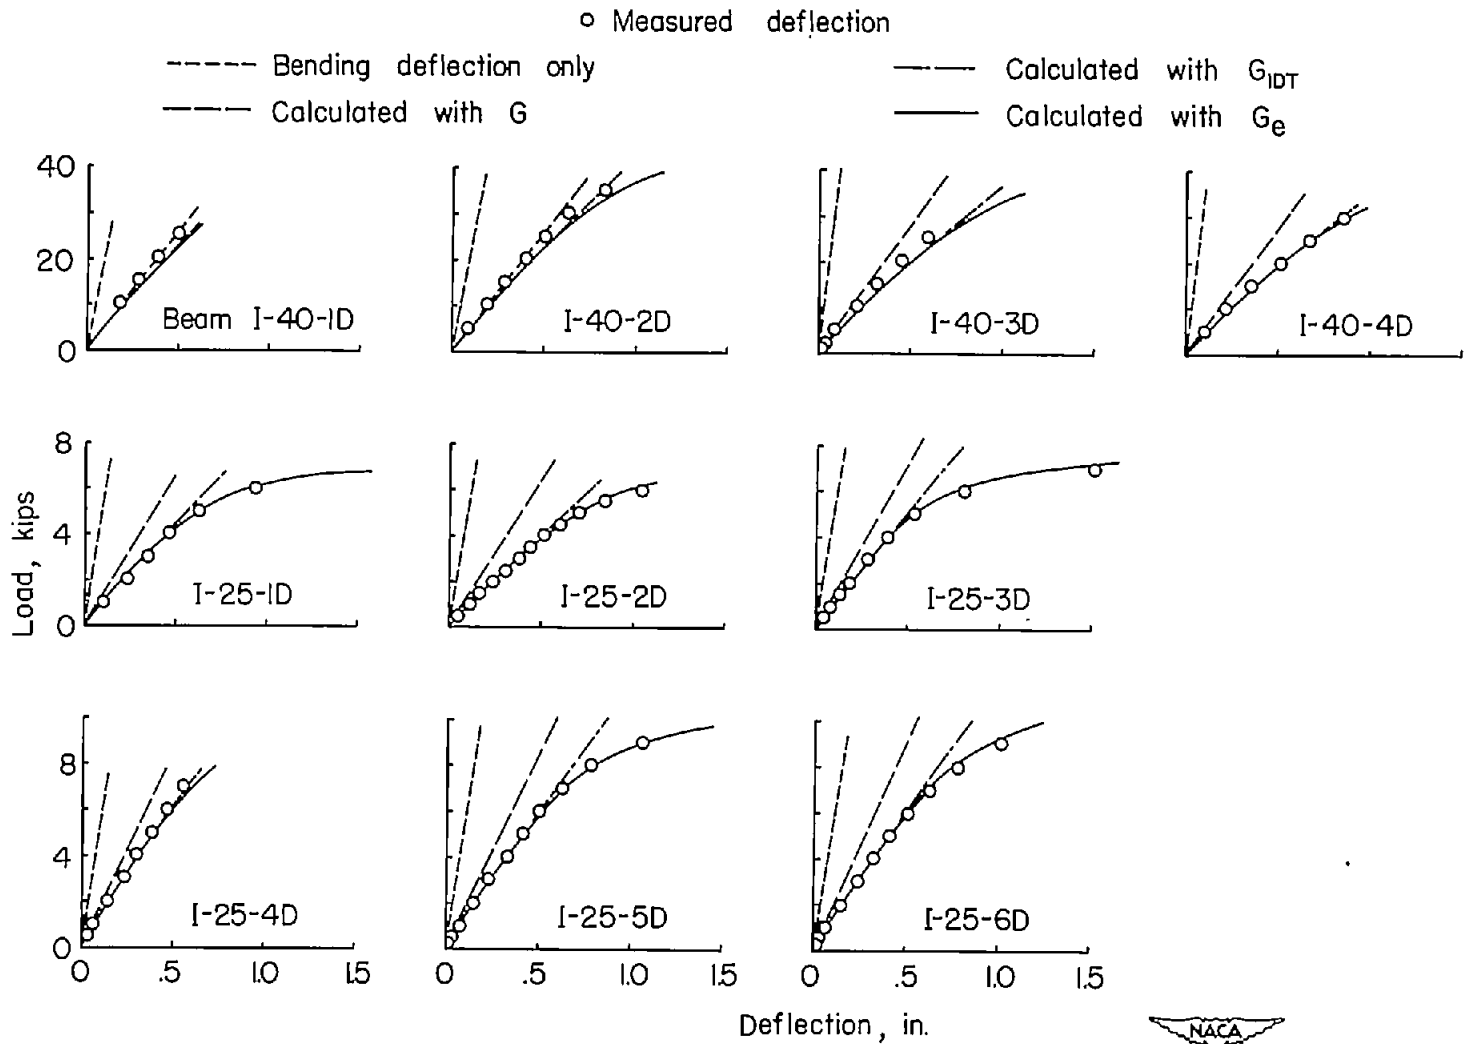 Measured deflection
Bending deflection only
Calculated with G
Calculated with G_IDT
Calculated with G_e
40
20
0
Beam I-40-1D
I-40-2D
I-40-3D
I-40-4D
8
4
0
I-25-1D
I-25-2D
I-25-3D
Load, kips
8
4
0
I-25-4D
I-25-5D
I-25-6D
0 .5 1.0 1.5
0 .5 1.0 1.5
0 .5 1.0 1.5
Deflection, in.
NACA